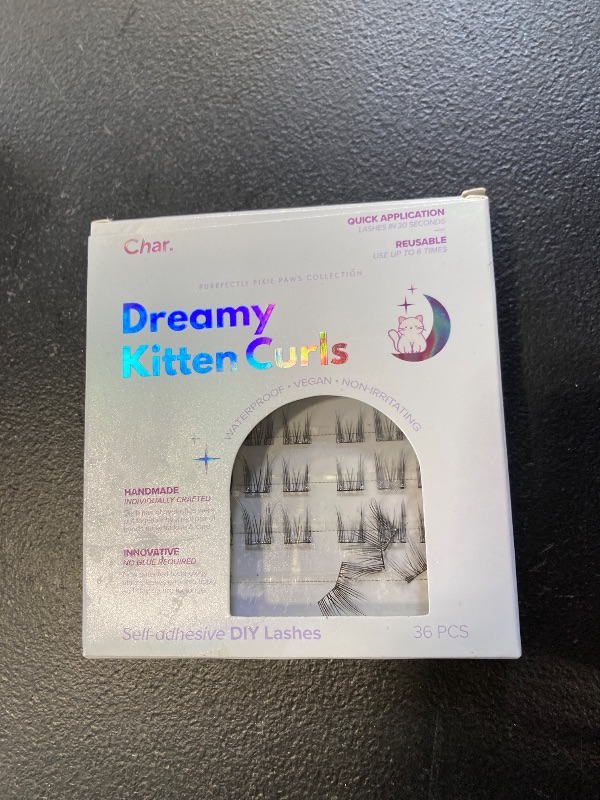 Char.
QUICK APPLICATION
LASHES IN 30 SECONDS
REUSABLE
USE UP TO 6 TIMES
PURRFECTLY PIXIE PAWS COLLECTION
Dreamy
Kitten Curls
WATERPROOF • VEGAN • NON-IRRITATING
HANDMADE
INDIVIDUALLY CRAFTED
INNOVATIVE
NO GLUE REQUIRED
Self-adhesive DIY Lashes
36 PCS